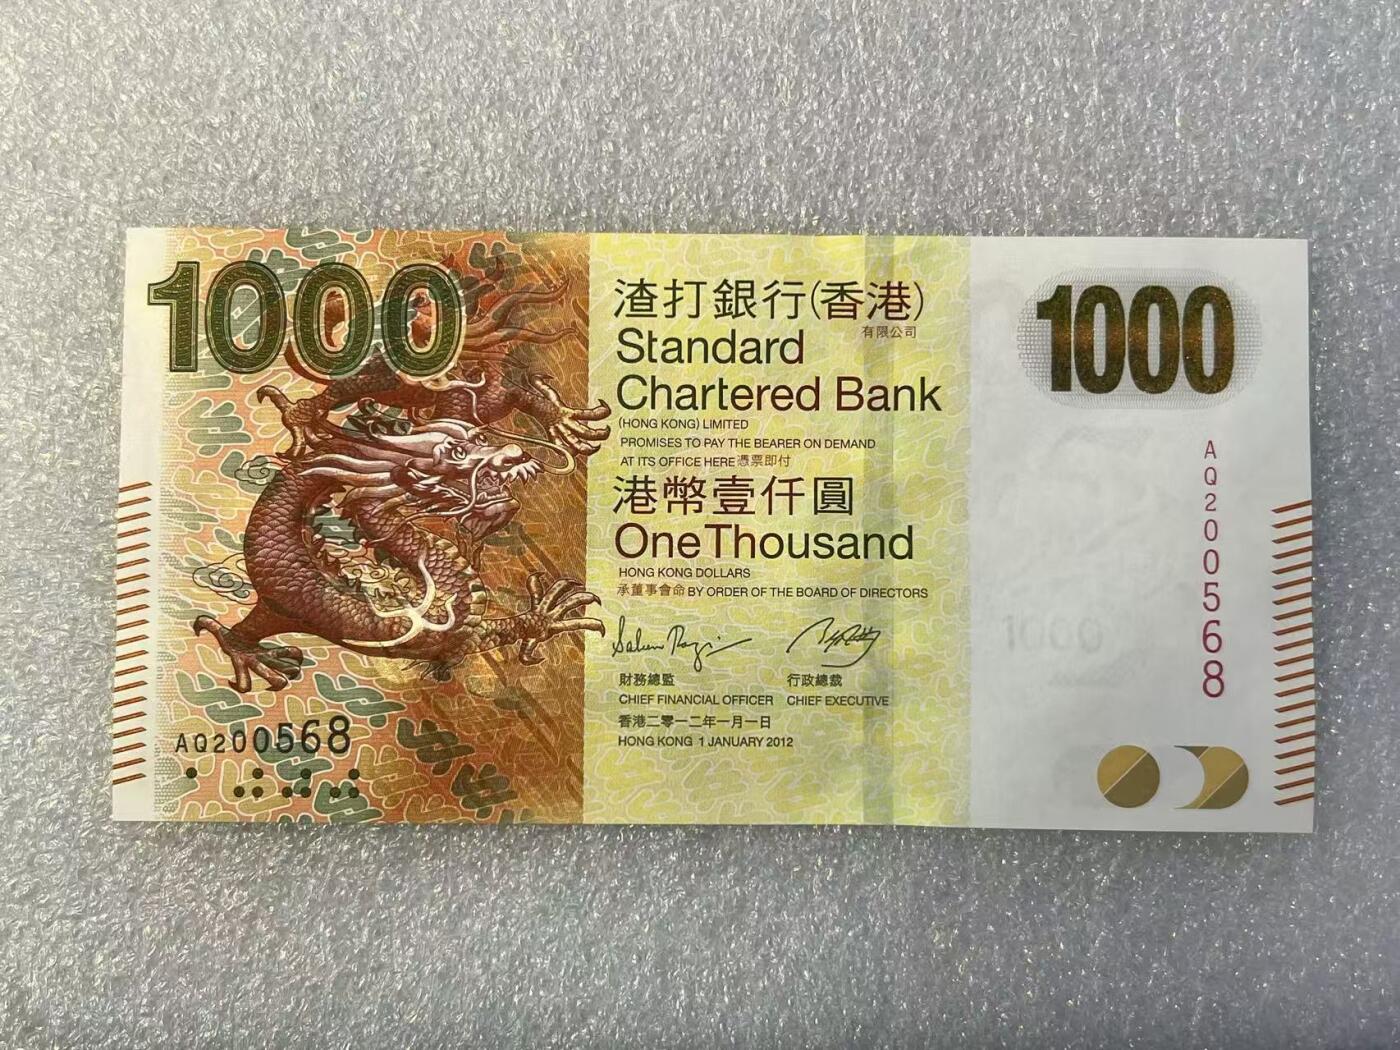 1000
渣打銀行(香港)
有限公司
Standard
Chartered Bank
(HONG KONG) LIMITED
PROMISES TO PAY THE BEARER ON DEMAND
AT ITS OFFICE HERE 憑票即付
港幣壹仟圓
One Thousand
HONG KONG DOLLARS
承董事會命 BY ORDER OF THE BOARD OF DIRECTORS
財務總監 行政總裁
CHIEF FINANCIAL OFFICER CHIEF EXECUTIVE
香港二零一二年一月一日
HONG KONG 1 JANUARY 2012
AQ200568
1000
AQ200568
1000